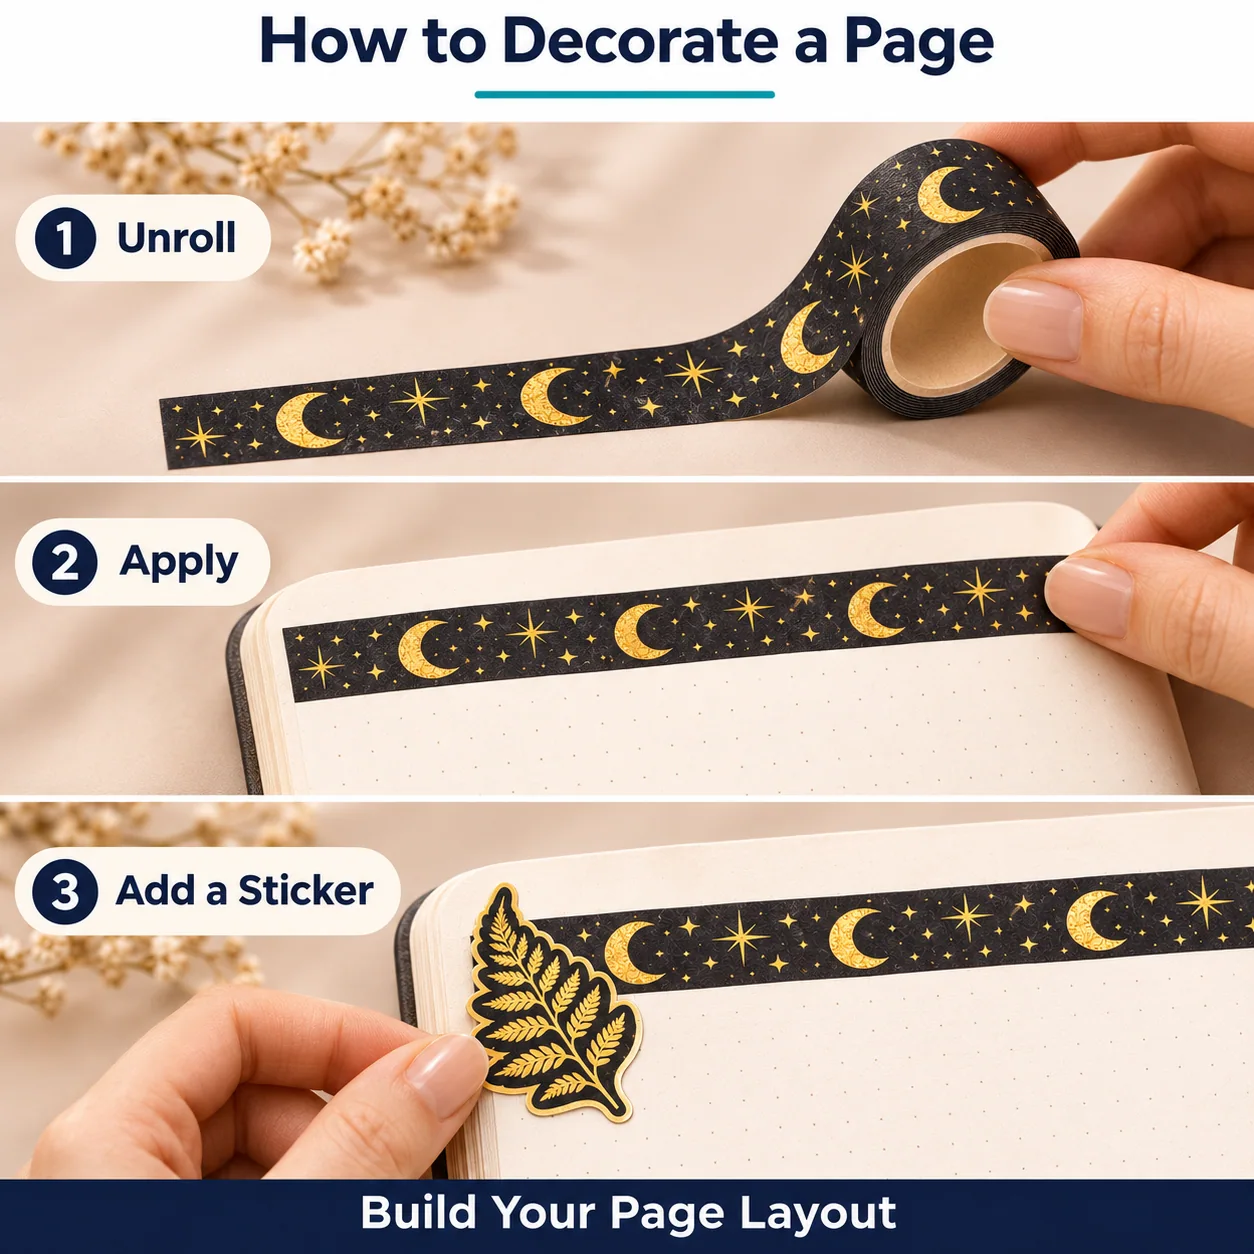 How to Decorate a Page
1 Unroll
2 Apply
3 Add a Sticker
Build Your Page Layout